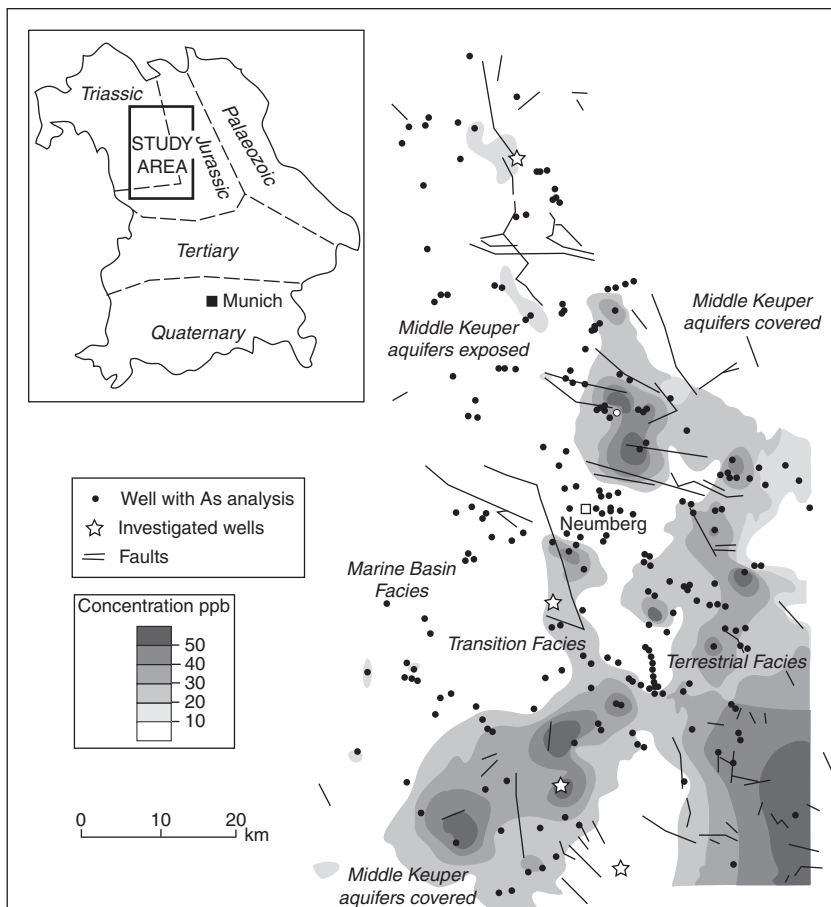 Triassic
Palaeozoic
STUDY
AREA
Jurassic
Tertiary
Munich
Quaternary
Middle Keuper
aquifers exposed
Middle Keuper
aquifers covered
Well with As analysis
Investigated wells
Faults
Neumberg
Marine Basin
Facies
Concentration ppb
50
40
30
20
10
Transition Facies
Terrestrial Facies
0 10 20
km
Middle Keuper
aquifers covered